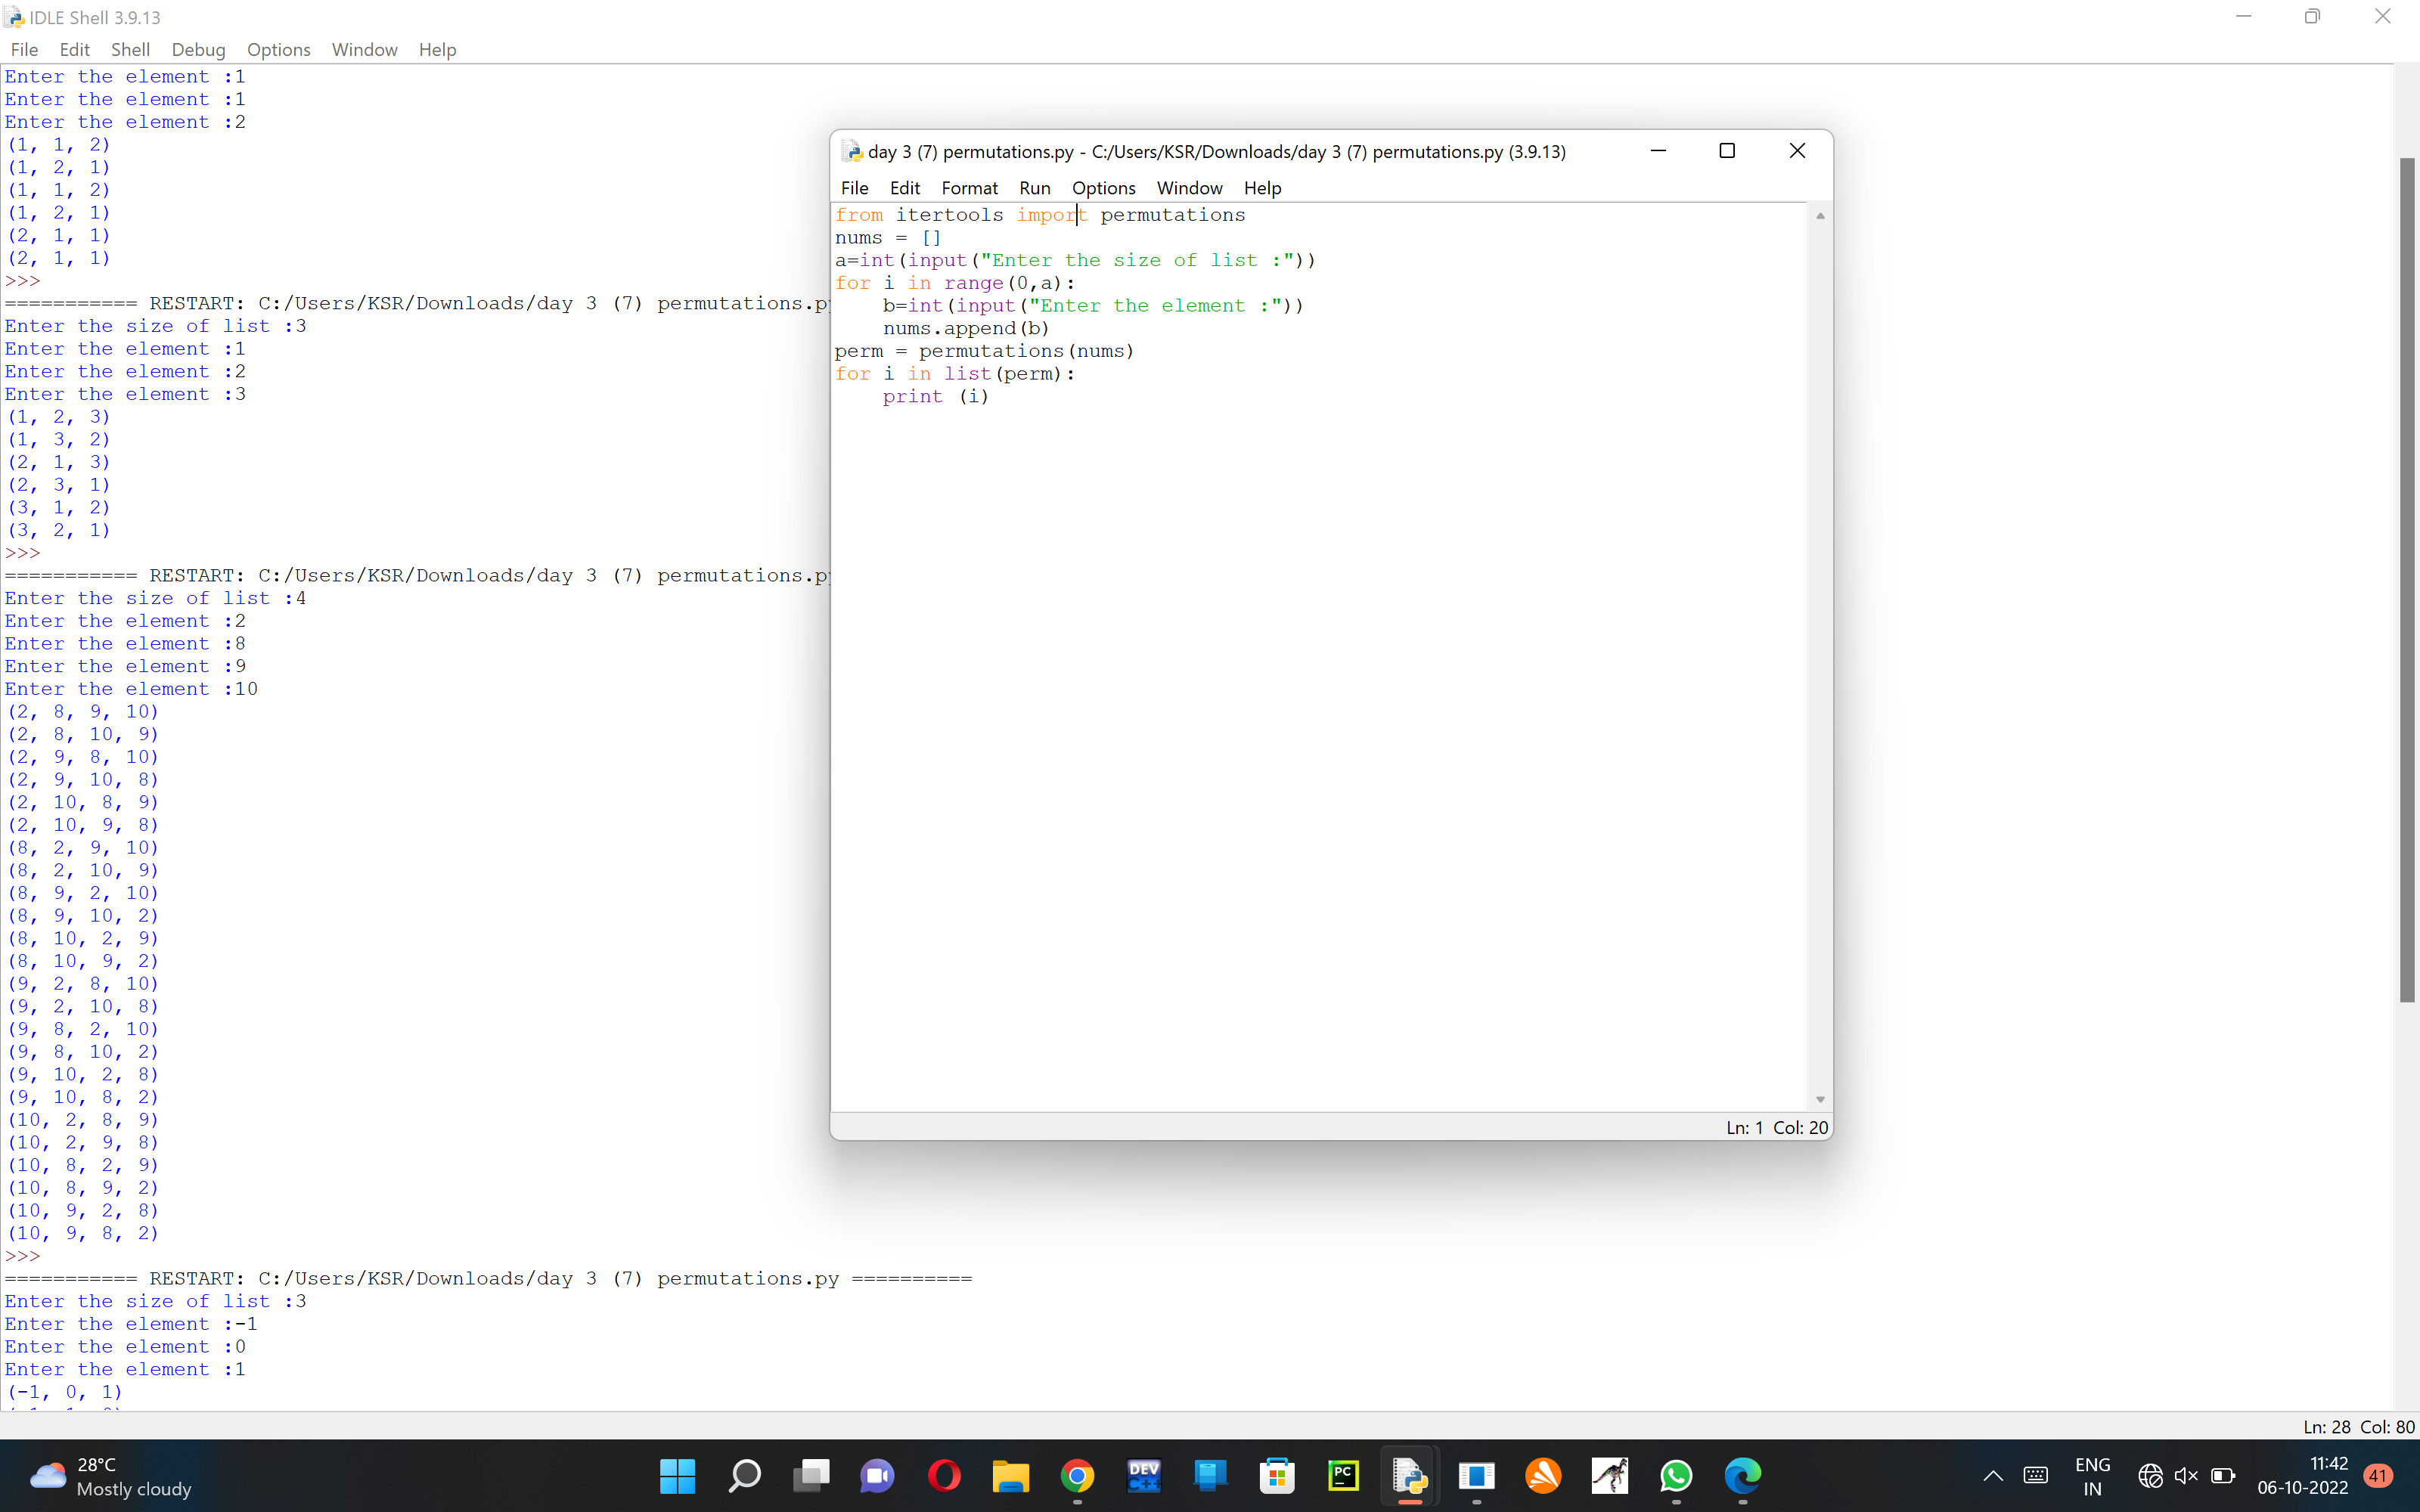 IDLE Shell 3.9.13
File Edit Shell Debug Options Window Help
Enter the element :1
Enter the element :1
Enter the element :2
(1, 1, 2)
(1, 2, 1)
(1, 1, 2)
(1, 2, 1)
(2, 1, 1)
(2, 1, 1)
>>>
=========== RESTART: C:/Users/KSR/Downloads/day 3 (7) permutations.py
Enter the size of list :3
Enter the element :1
Enter the element :2
Enter the element :3
(1, 2, 3)
(1, 3, 2)
(2, 1, 3)
(2, 3, 1)
(3, 1, 2)
(3, 2, 1)
>>>
=========== RESTART: C:/Users/KSR/Downloads/day 3 (7) permutations.py
Enter the size of list :4
Enter the element :2
Enter the element :8
Enter the element :9
Enter the element :10
(2, 8, 9, 10)
(2, 8, 10, 9)
(2, 9, 8, 10)
(2, 9, 10, 8)
(2, 10, 8, 9)
(2, 10, 9, 8)
(8, 2, 9, 10)
(8, 2, 10, 9)
(8, 9, 2, 10)
(8, 9, 10, 2)
(8, 10, 2, 9)
(8, 10, 9, 2)
(9, 2, 8, 10)
(9, 2, 10, 8)
(9, 8, 2, 10)
(9, 8, 10, 2)
(9, 10, 2, 8)
(9, 10, 8, 2)
(10, 2, 8, 9)
(10, 2, 9, 8)
(10, 8, 2, 9)
(10, 8, 9, 2)
(10, 9, 2, 8)
(10, 9, 8, 2)
>>>
=========== RESTART: C:/Users/KSR/Downloads/day 3 (7) permutations.py ==========
Enter the size of list :3
Enter the element :-1
Enter the element :0
Enter the element :1
(-1, 0, 1)
Ln: 28 Col: 80
day 3 (7) permutations.py - C:/Users/KSR/Downloads/day 3 (7) permutations.py (3.9.13)
File Edit Format Run Options Window Help
from itertools import permutations
nums = []
a=int(input("Enter the size of list :"))
for i in range(0,a):
    b=int(input("Enter the element :"))
    nums.append(b)
perm = permutations(nums)
for i in list(perm):
    print (i)
Ln: 1 Col: 20
28°C
Mostly cloudy
DEV
C++
PC
ENG
IN
11:42
06-10-2022
41